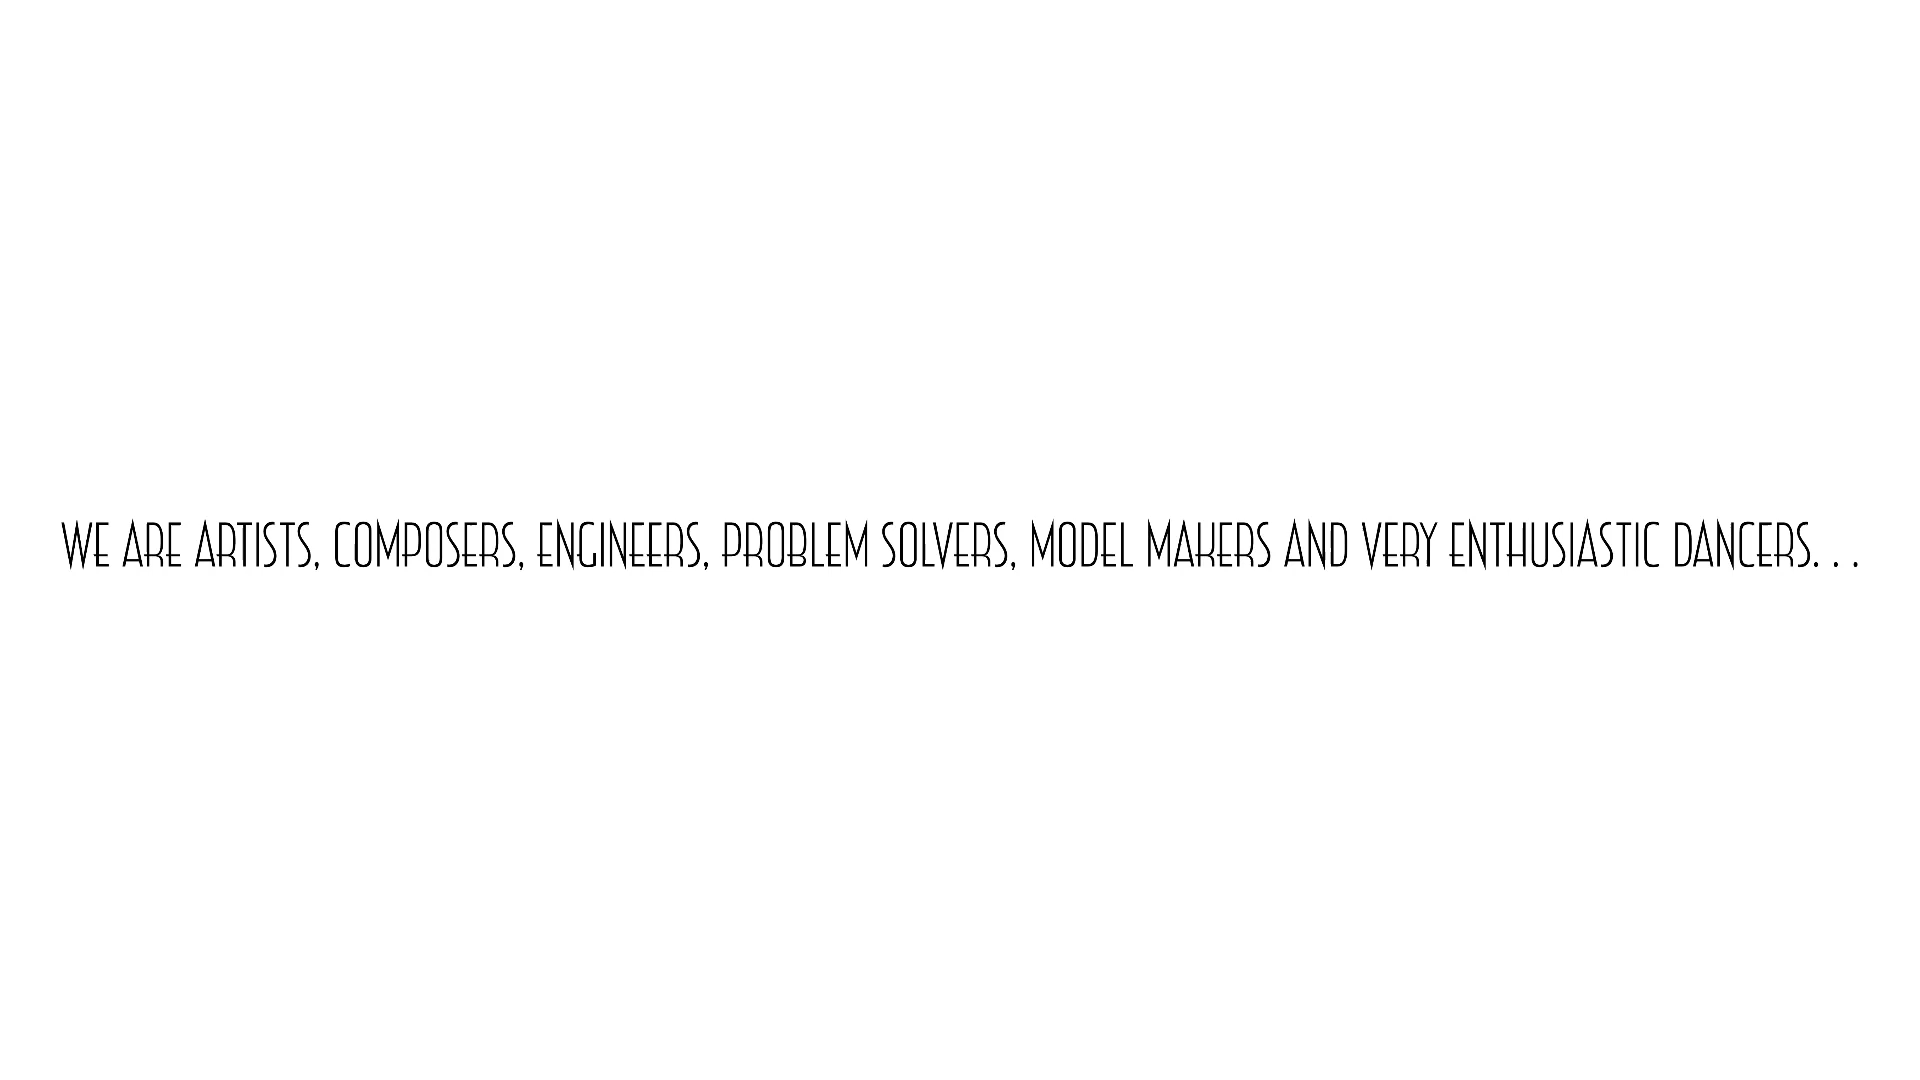 WE ARE ARTISTS, COMPOSERS, ENGINEERS, PROBLEM SOLVERS, MODEL MAKERS AND VERY ENTHUSIASTIC DANCERS. . .